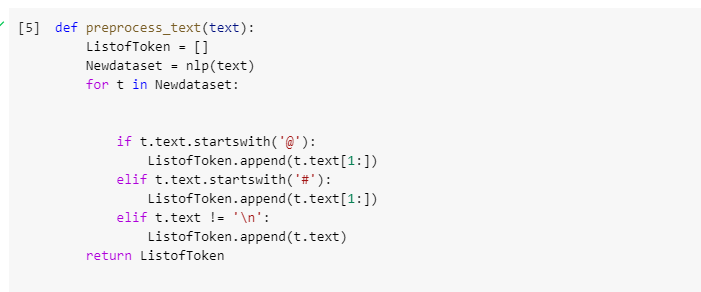 [5] def preprocess_text(text):
        ListofToken = []
        Newdataset = nlp(text)
        for t in Newdataset:
            if t.text.startswith('@'):
                ListofToken.append(t.text[1:])
            elif t.text.startswith('#'):
                ListofToken.append(t.text[1:])
            elif t.text != '\n':
                ListofToken.append(t.text)
        return ListofToken